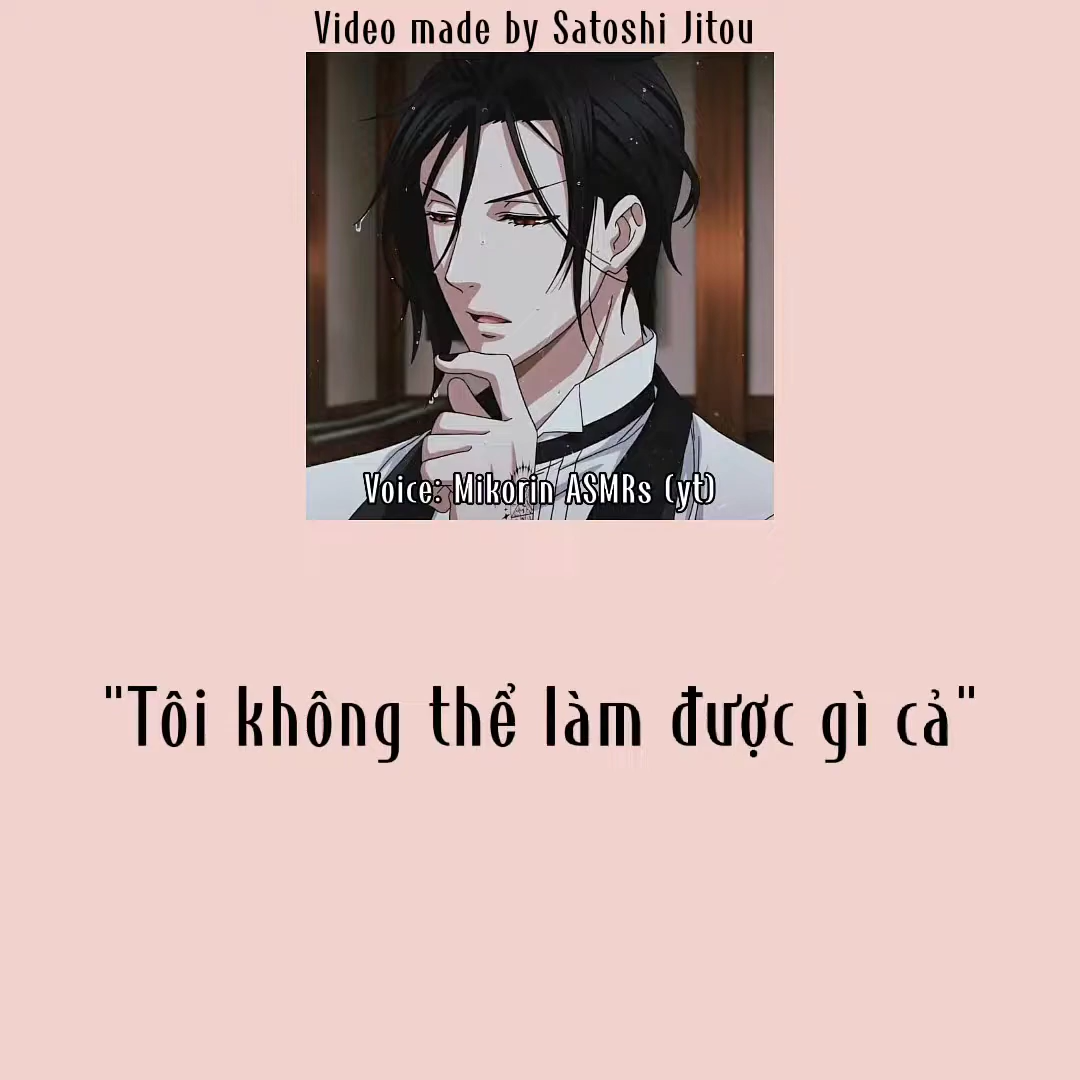 Video made by Satoshi Jitou
Voice: Mikorin ASMRs (yt)
"Tôi không thể làm được gì cả"